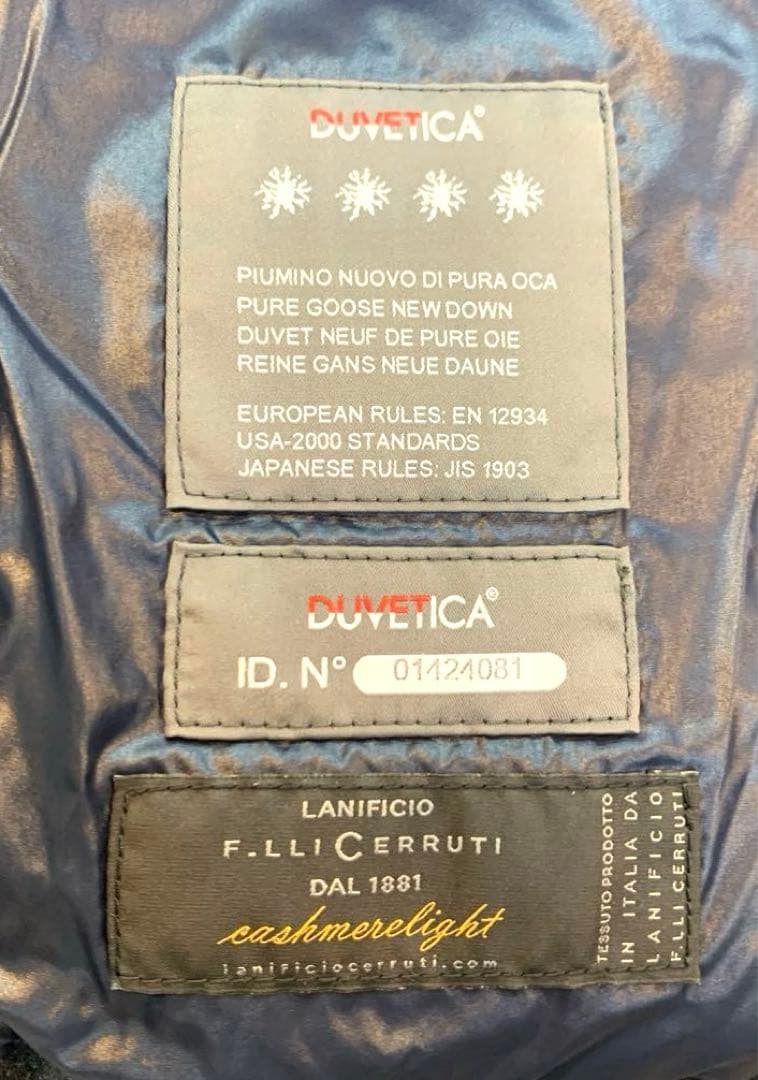 DUVETICA®
PIUMINO NUOVO DI PURA OCA
PURE GOOSE NEW DOWN
DUVET NEUF DE PURE OIE
REINE GANS NEUE DAUNE
EUROPEAN RULES: EN 12934
USA-2000 STANDARDS
JAPANESE RULES: JIS 1903
DUVETICA®
ID. N° 01424081
LANIFICIO
F.LLI CERRUTI
DAL 1881
cashmerelight
lanificiocerruti.com
TESSUTO PRODOTTO
IN ITALIA DA
LANIFICIO
F.LLI CERRUTI